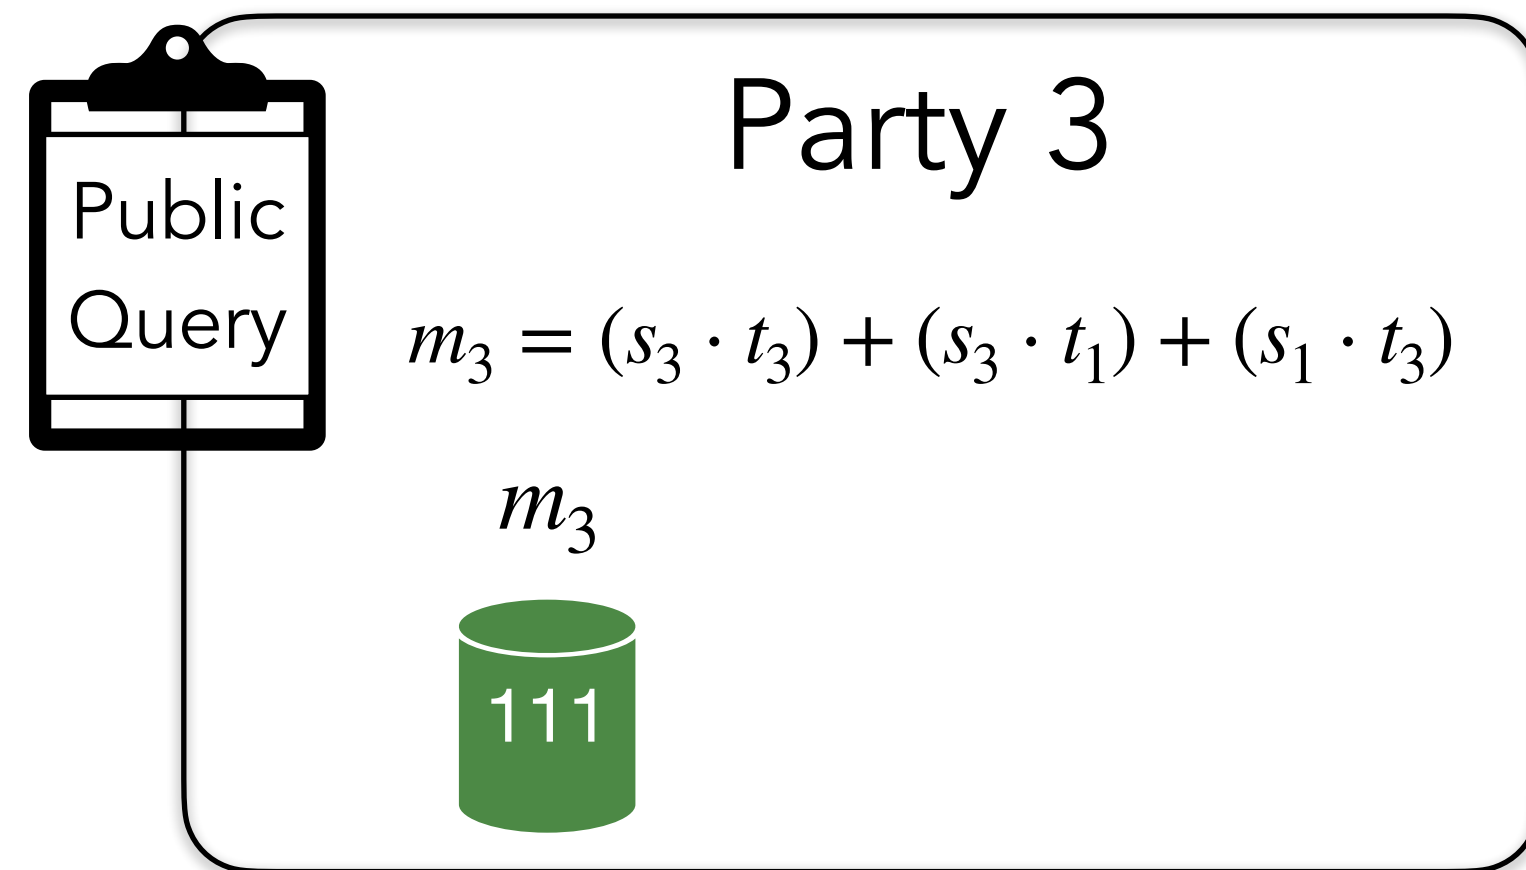 Party 3
Public
Query
m₃ = (s₃ · t₃) + (s₃ · t₁) + (s₁ · t₃)
m₃
111